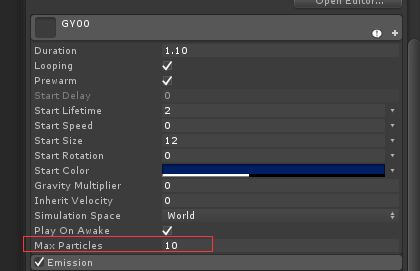 Open Editor...
GY00
Duration 1.10
Looping
Prewarm
Start Delay 0
Start Lifetime 2
Start Speed 0
Start Size 12
Start Rotation 0
Start Color
Gravity Multiplier 0
Inherit Velocity 0
Simulation Space World
Play On Awake
Max Particles 10
Emission